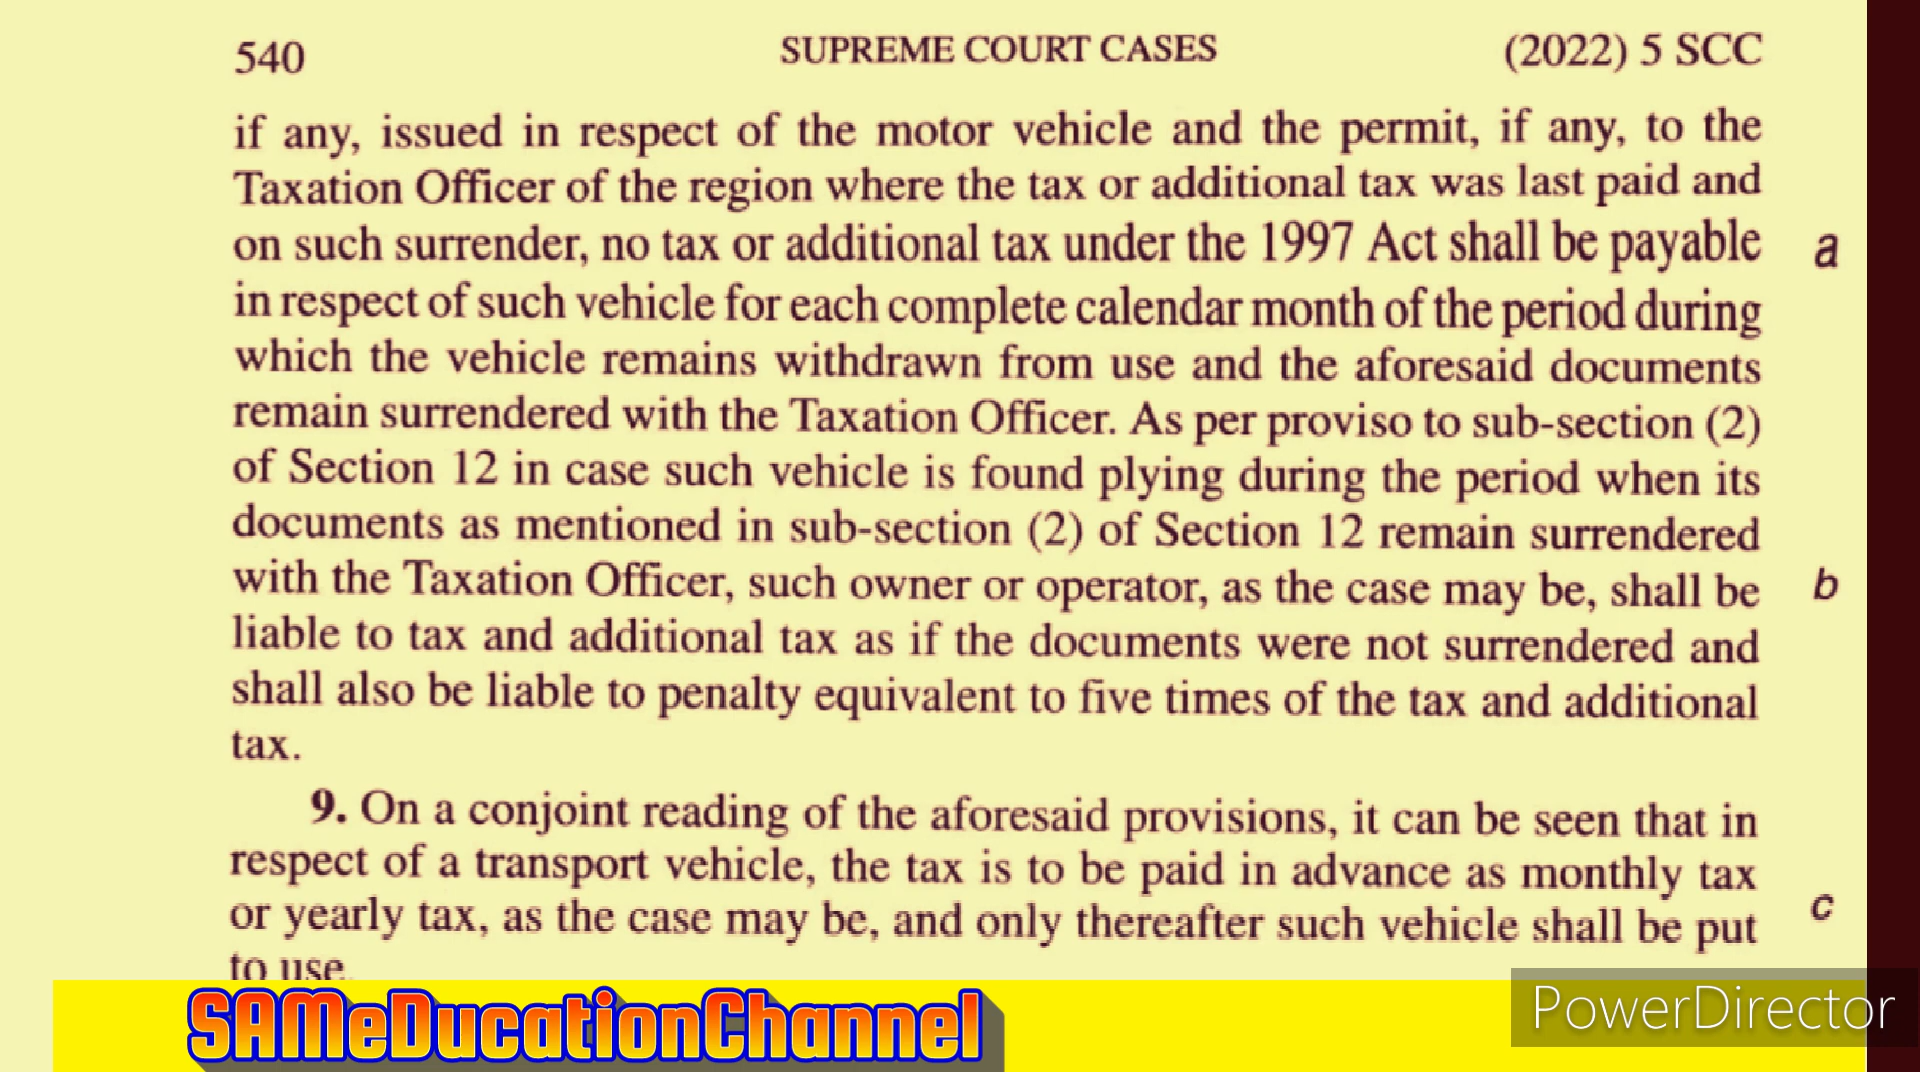 540 SUPREME COURT CASES (2022) 5 SCC
if any, issued in respect of the motor vehicle and the permit, if any, to the
Taxation Officer of the region where the tax or additional tax was last paid and
on such surrender, no tax or additional tax under the 1997 Act shall be payable a
in respect of such vehicle for each complete calendar month of the period during
which the vehicle remains withdrawn from use and the aforesaid documents
remain surrendered with the Taxation Officer. As per proviso to sub-section (2)
of Section 12 in case such vehicle is found plying during the period when its
documents as mentioned in sub-section (2) of Section 12 remain surrendered
with the Taxation Officer, such owner or operator, as the case may be, shall be b
liable to tax and additional tax as if the documents were not surrendered and
shall also be liable to penalty equivalent to five times of the tax and additional
tax.
9. On a conjoint reading of the aforesaid provisions, it can be seen that in
respect of a transport vehicle, the tax is to be paid in advance as monthly tax
or yearly tax, as the case may be, and only thereafter such vehicle shall be put c
to use.
SAMeDucationChannel
PowerDirector